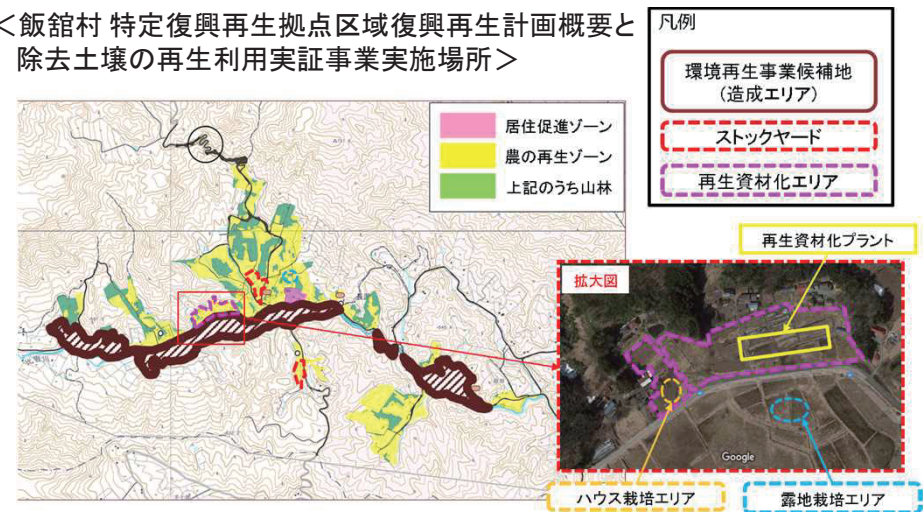 ＜飯舘村 特定復興再生拠点区域復興再生計画概要と
除去土壌の再生利用実証事業実施場所＞
凡例
環境再生事業候補地
（造成エリア）
ストックヤード
再生資材化エリア
居住促進ゾーン
農の再生ゾーン
上記のうち山林
再生資材化プラント
拡大図
Google
ハウス栽培エリア
露地栽培エリア